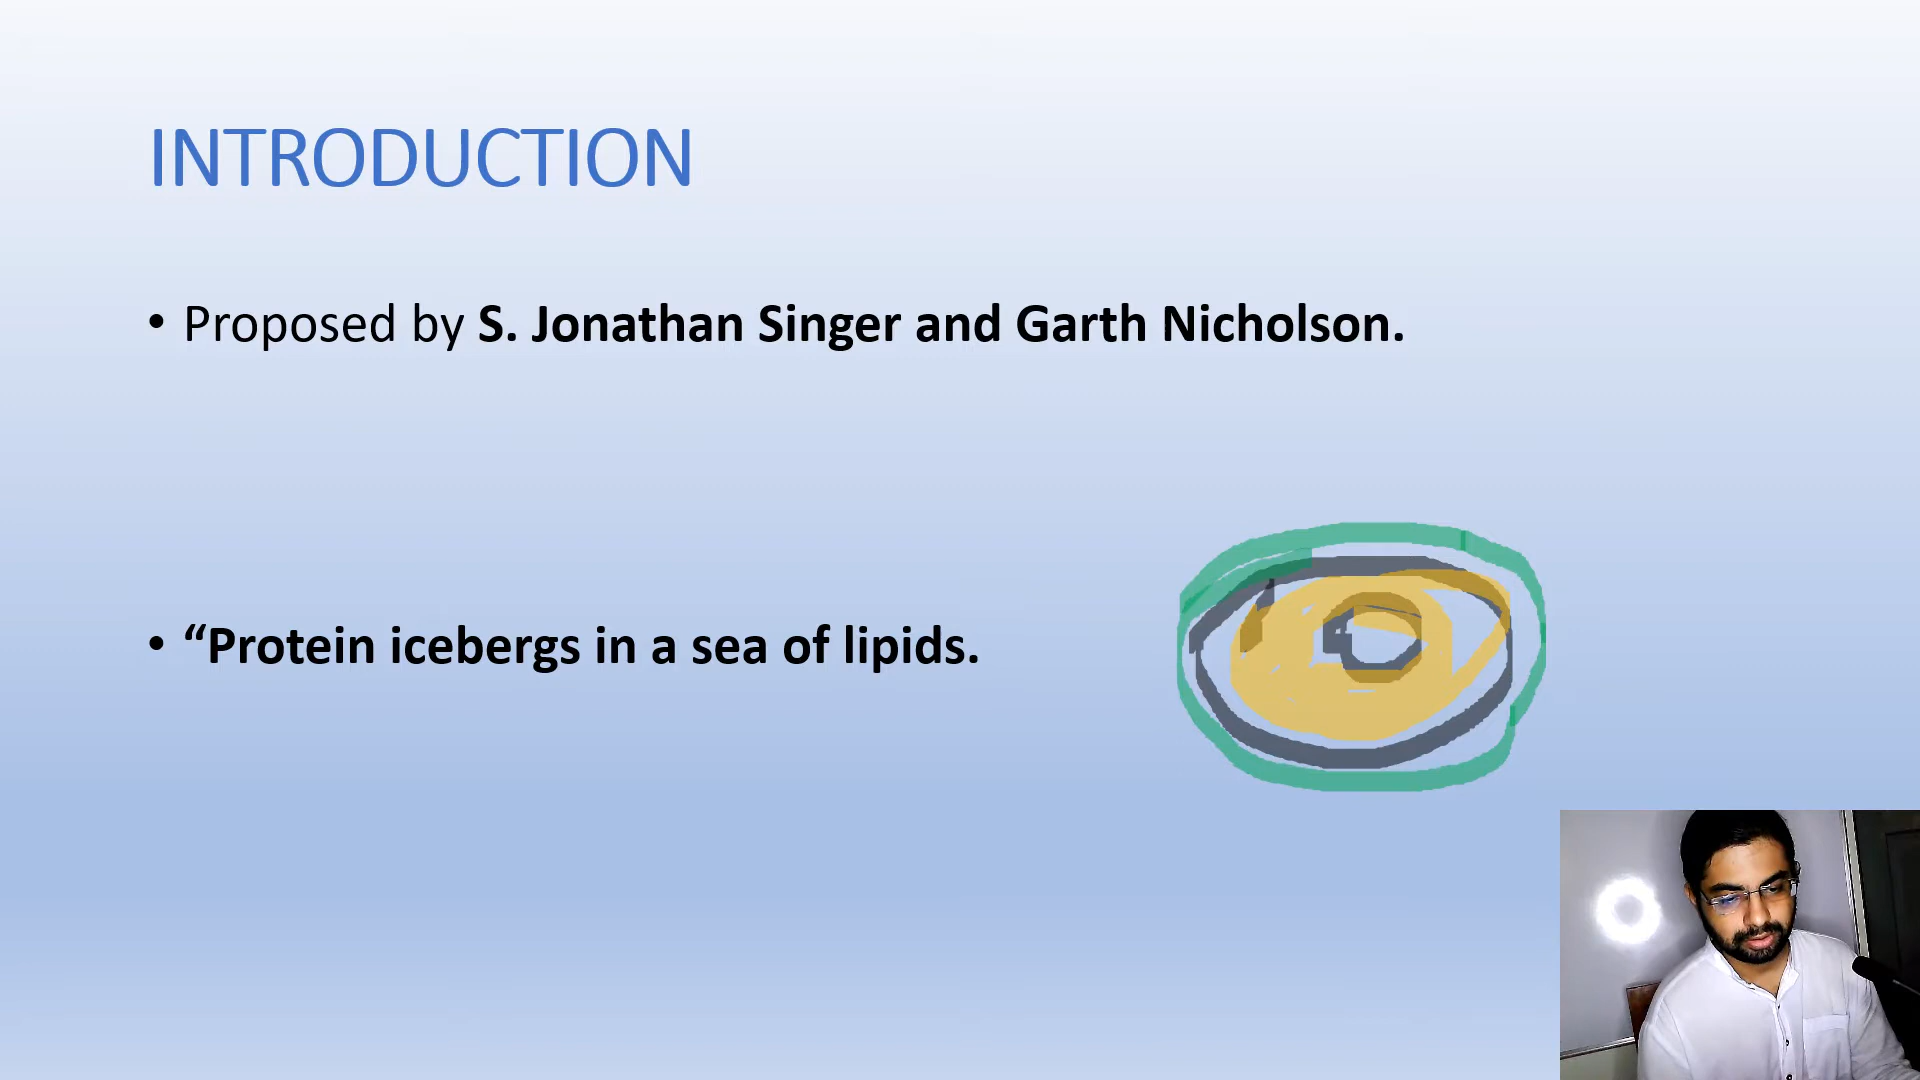 INTRODUCTION
• Proposed by S. Jonathan Singer and Garth Nicholson.
• “Protein icebergs in a sea of lipids.